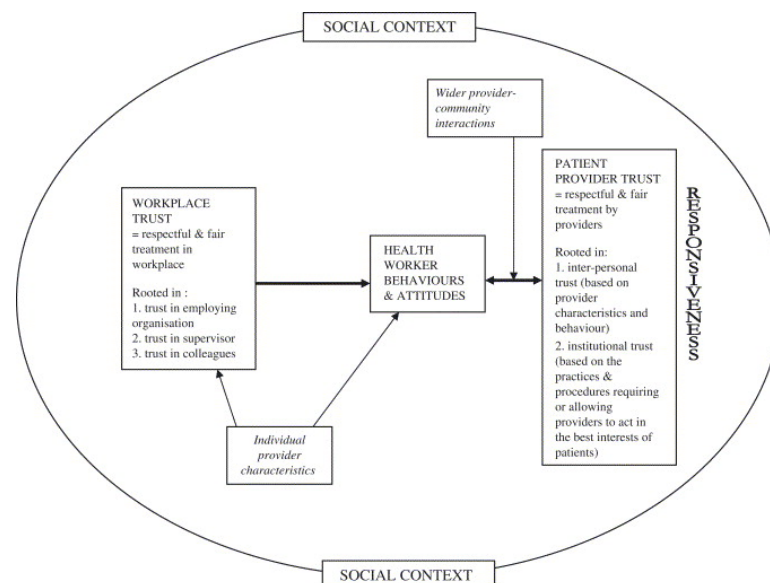 SOCIAL CONTEXT
Wider provider-
community
interactions
WORKPLACE
TRUST
= respectful & fair
treatment in
workplace
Rooted in :
1. trust in employing
organisation
2. trust in supervisor
3. trust in colleagues
HEALTH
WORKER
BEHAVIOURS
& ATTITUDES
PATIENT
PROVIDER TRUST
= respectful & fair
treatment by
providers
Rooted in:
1. inter-personal
trust (based on
provider
characteristics and
behaviour)
2. institutional trust
(based on the
practices &
procedures requiring
or allowing
providers to act in
the best interests of
patients)
RESPONSIVENESS
Individual
provider
characteristics
SOCIAL CONTEXT